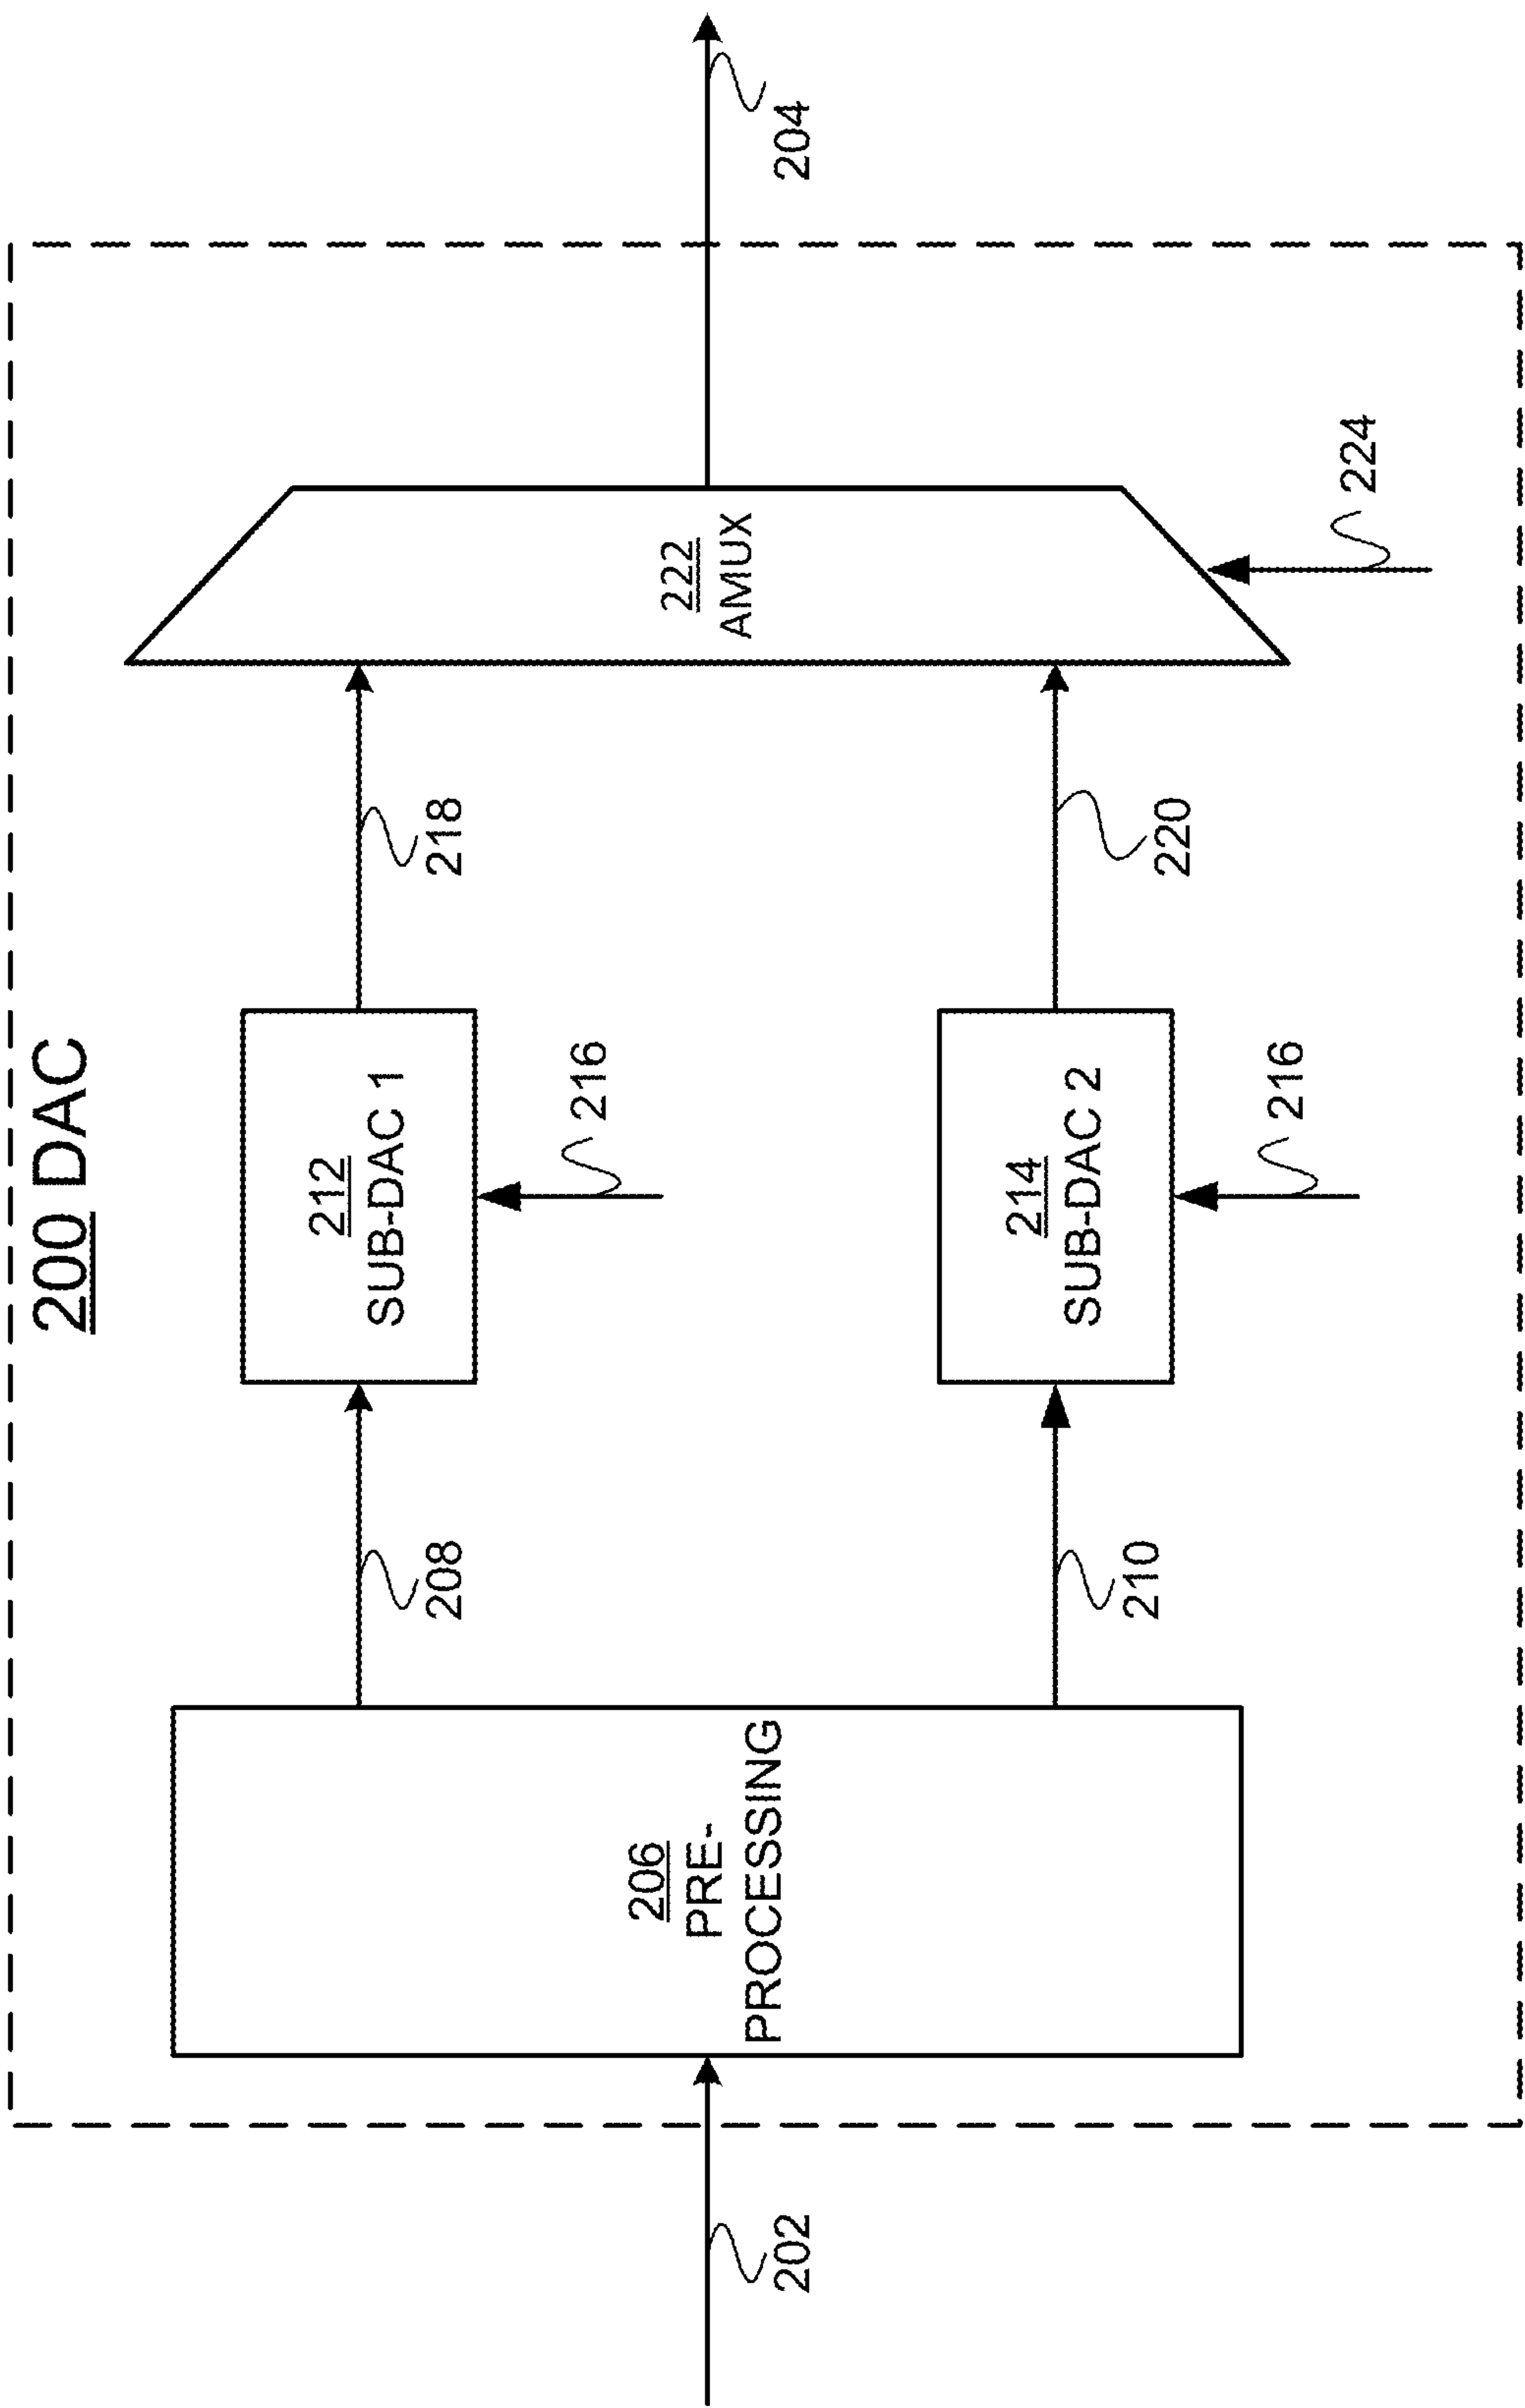 200 DAC
202
206
PRE-
PROCESSING
208
210
212
SUB-DAC 1
216
214
SUB-DAC 2
216
218
220
222
AMUX
224
204